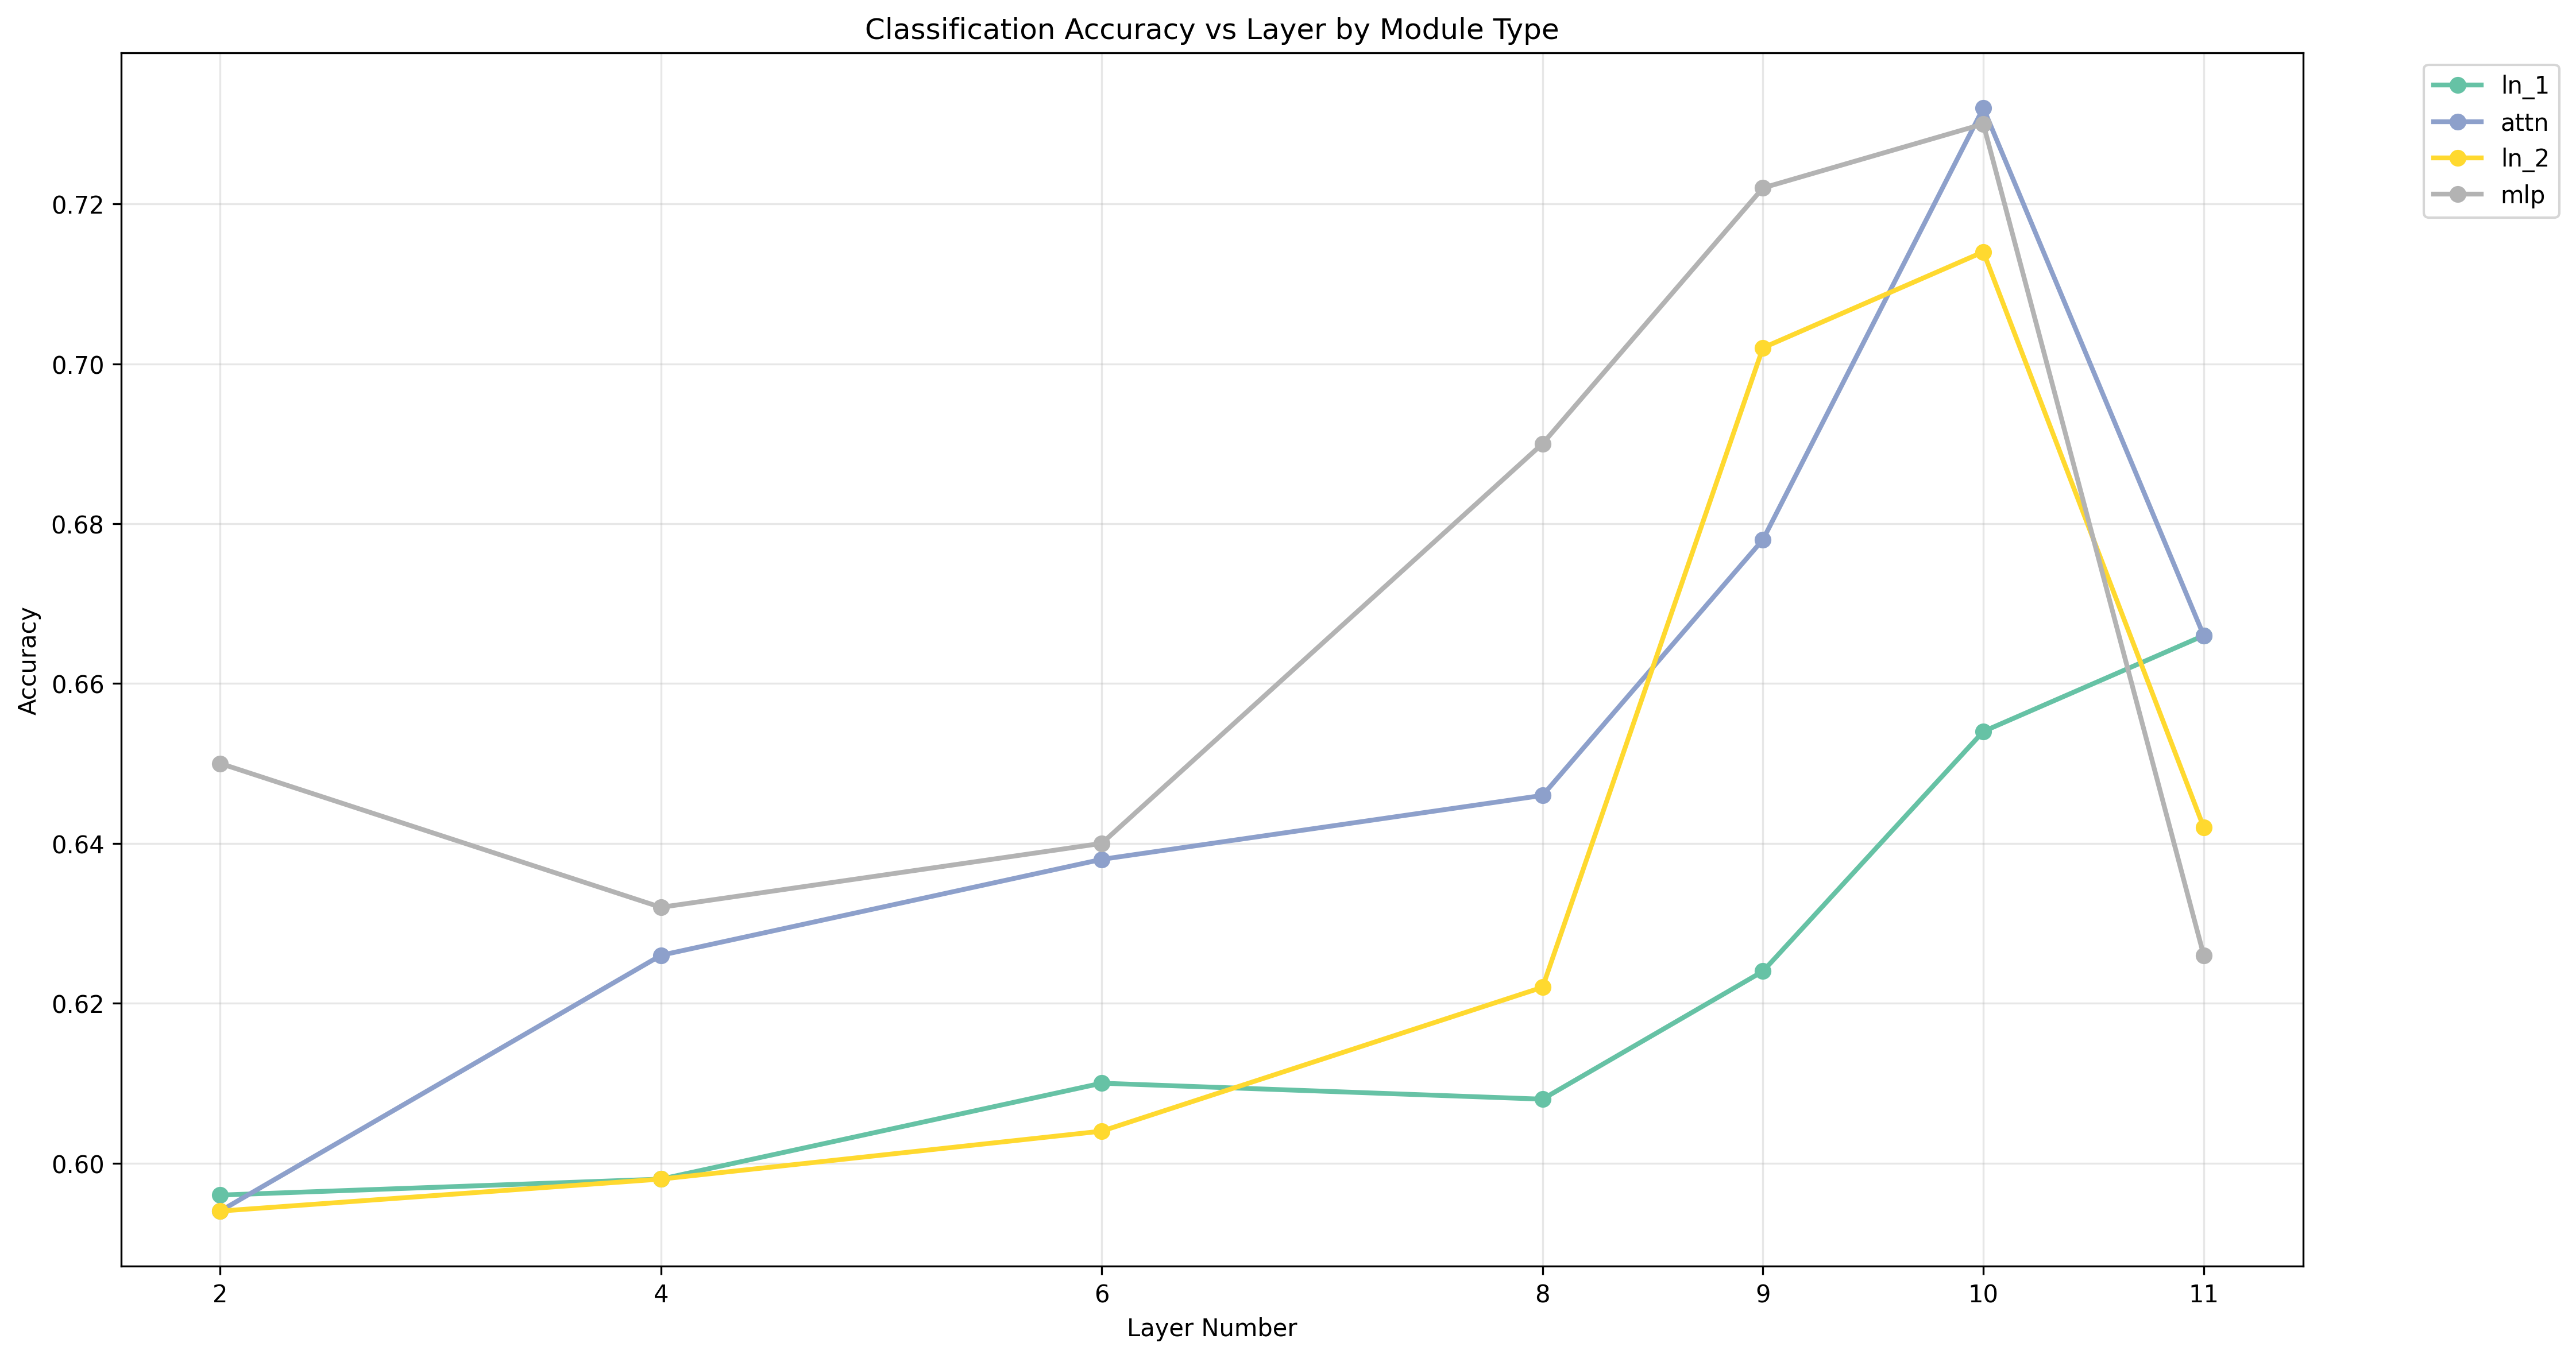 Classification Accuracy vs Layer by Module Type
ln_1
attn
ln_2
mlp
0.72
0.70
0.68
0.66
0.64
0.62
0.60
Accuracy
2 4 6 8 9 10 11
Layer Number